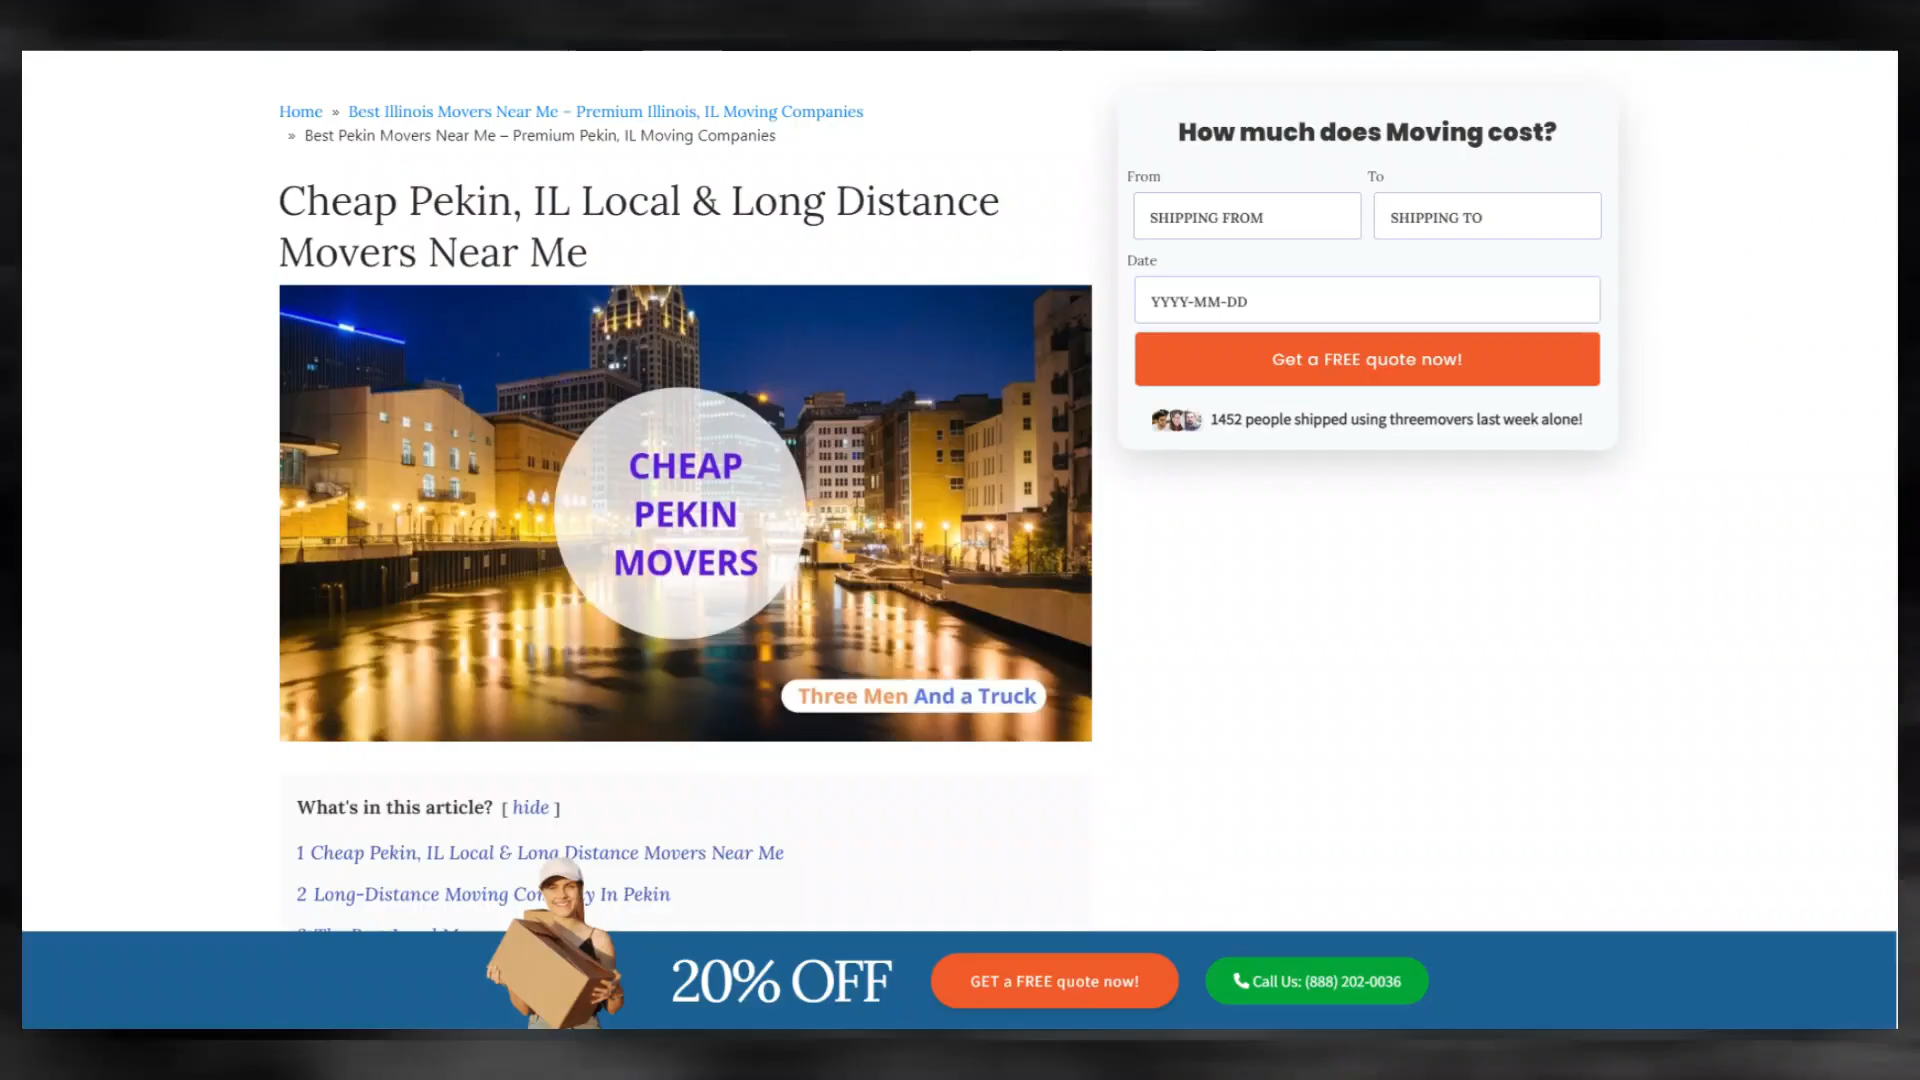 Home » Best Illinois Movers Near Me – Premium Illinois, IL Moving Companies
» Best Pekin Movers Near Me – Premium Pekin, IL Moving Companies
Cheap Pekin, IL Local & Long Distance
Movers Near Me
CHEAP
PEKIN
MOVERS
Three Men And a Truck
What's in this article? [ hide ]
1 Cheap Pekin, IL Local & Long Distance Movers Near Me
2 Long-Distance Moving Com y In Pekin
How much does Moving cost?
From To
SHIPPING FROM SHIPPING TO
Date
YYYY-MM-DD
Get a FREE quote now!
1452 people shipped using threemovers last week alone!
20% OFF
GET a FREE quote now!
Call Us: (888) 202-0036